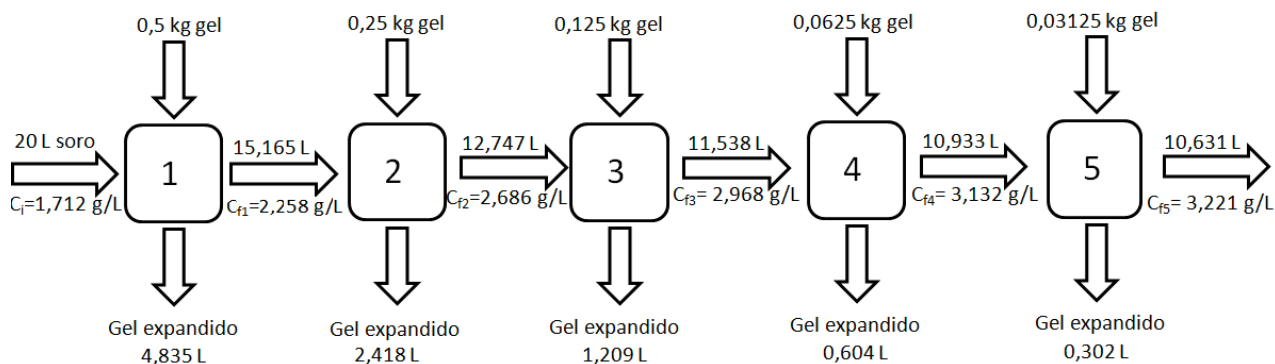 0,5 kg gel
0,25 kg gel
0,125 kg gel
0,0625 kg gel
0,03125 kg gel
20 L soro
15,165 L
12,747 L
11,538 L
10,933 L
10,631 L
1
2
3
4
5
Ci=1,712 g/L
Cf1=2,258 g/L
Cf2=2,686 g/L
Cf3= 2,968 g/L
Cf4= 3,132 g/L
Cf5= 3,221 g/L
Gel expandido
4,835 L
Gel expandido
2,418 L
Gel expandido
1,209 L
Gel expandido
0,604 L
Gel expandido
0,302 L